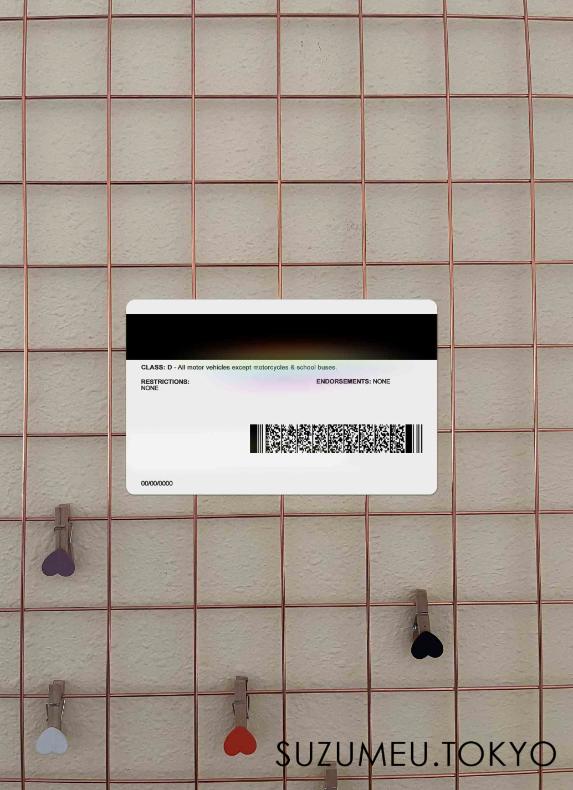 CLASS: D - All motor vehicles except motorcycles & school buses.
RESTRICTIONS: ENDORSEMENTS: NONE
NONE
00/00/0000
SUZUMEU.TOKYO